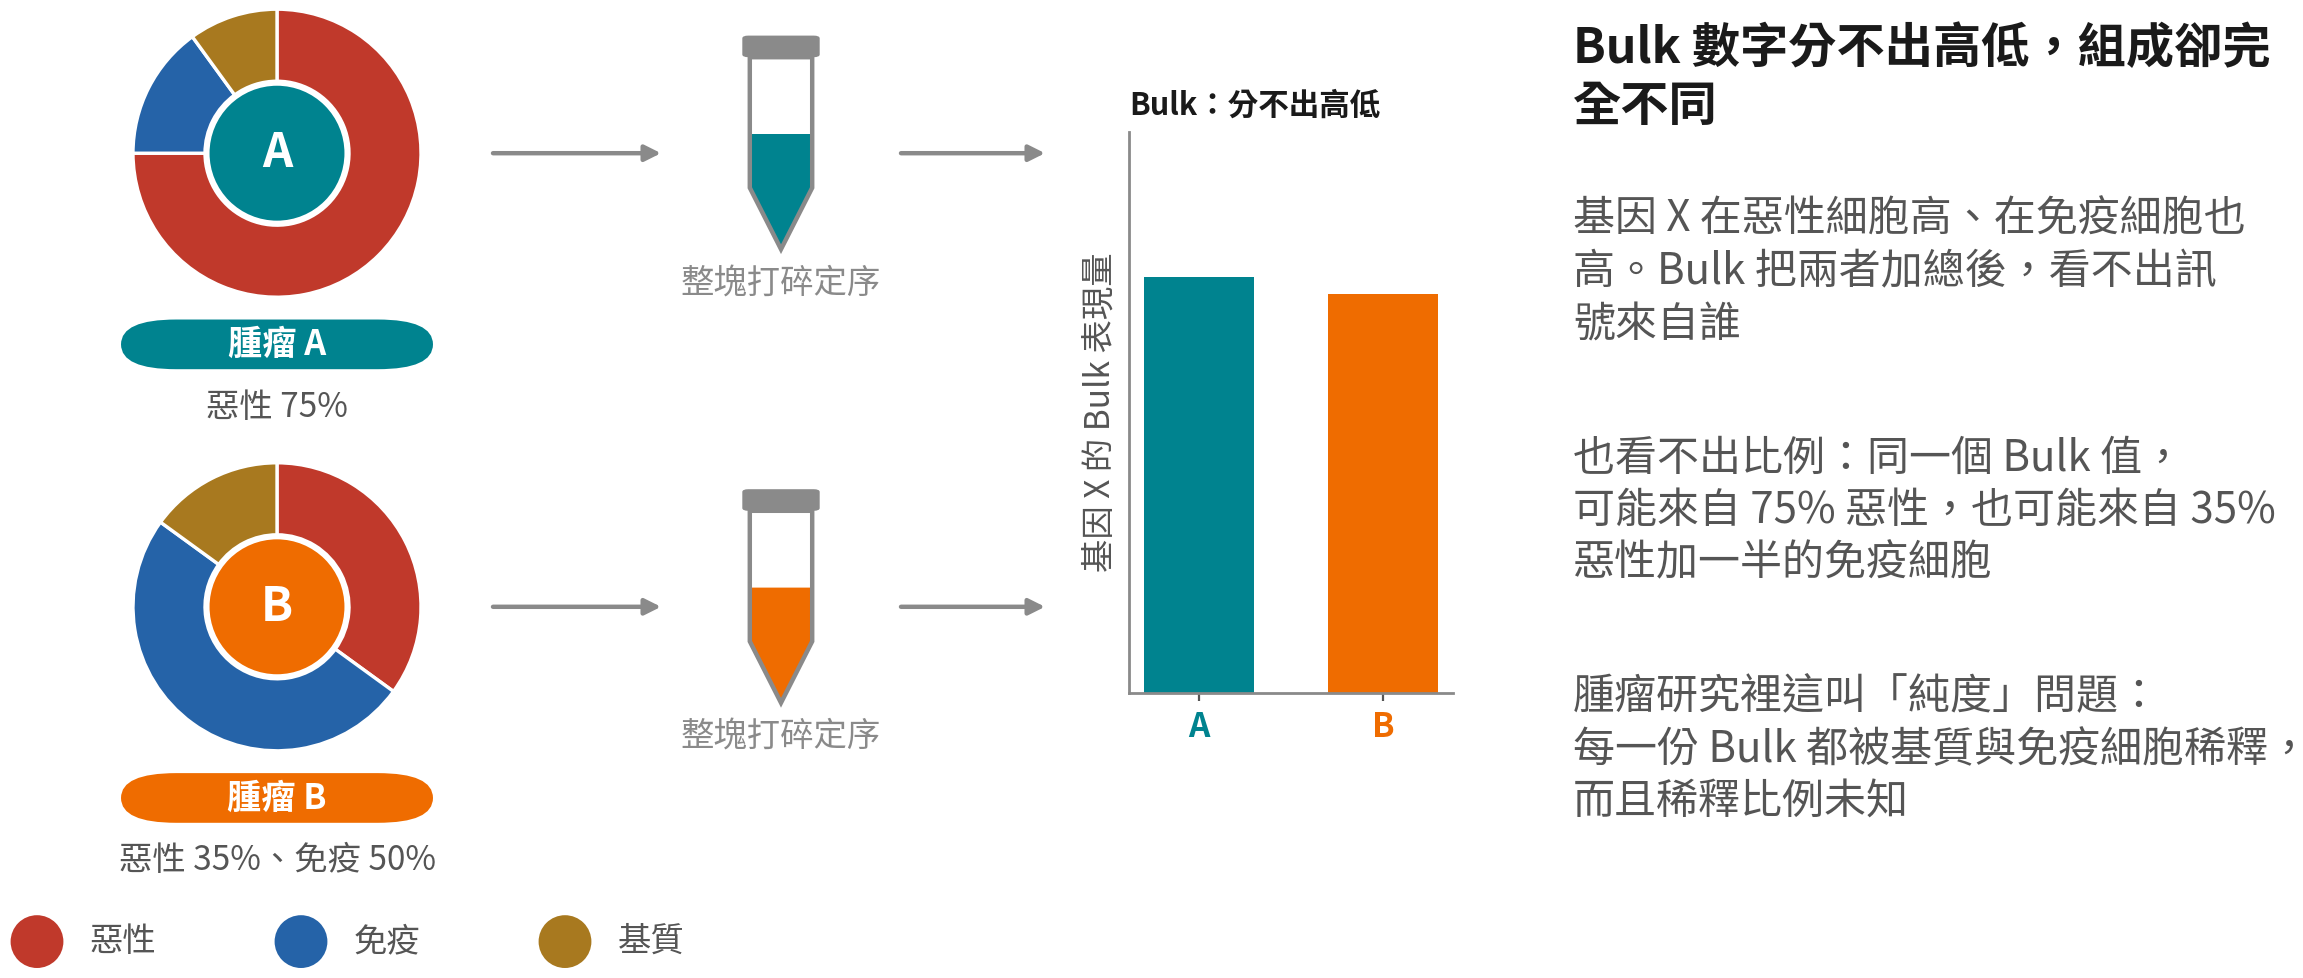 A
腫瘤 A
惡性 75%
整塊打碎定序
B
腫瘤 B
惡性 35%、免疫 50%
整塊打碎定序
惡性
免疫
基質
Bulk：分不出高低
基因 X 的 Bulk 表現量
A
B
Bulk 數字分不出高低，組成卻完
全不同
基因 X 在惡性細胞高、在免疫細胞也
高。Bulk 把兩者加總後，看不出訊
號來自誰
也看不出比例：同一個 Bulk 值，
可能來自 75% 惡性，也可能來自 35%
惡性加一半的免疫細胞
腫瘤研究裡這叫「純度」問題：
每一份 Bulk 都被基質與免疫細胞稀釋，
而且稀釋比例未知